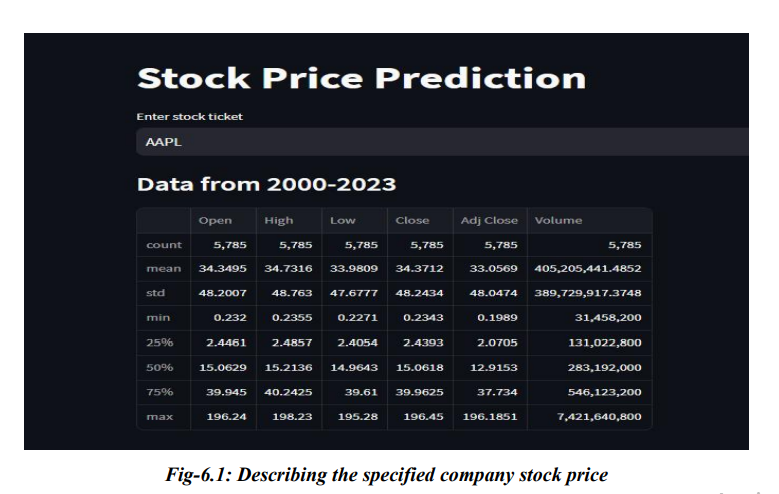 Stock Price Prediction
Enter stock ticket
AAPL
Data from 2000-2023
Open High Low Close Adj Close Volume
count 5,785 5,785 5,785 5,785 5,785 5,785
mean 34.3495 34.7316 33.9809 34.3712 33.0569 405,205,441.4852
std 48.2007 48.763 47.6777 48.2434 48.0474 389,729,917.3748
min 0.232 0.2355 0.2271 0.2343 0.1989 31,458,200
25% 2.4461 2.4857 2.4054 2.4393 2.0705 131,022,800
50% 15.0629 15.2136 14.9643 15.0618 12.9153 283,192,000
75% 39.945 40.2425 39.61 39.9625 37.734 546,123,200
max 196.24 198.23 195.28 196.45 196.1851 7,421,640,800
Fig-6.1: Describing the specified company stock price